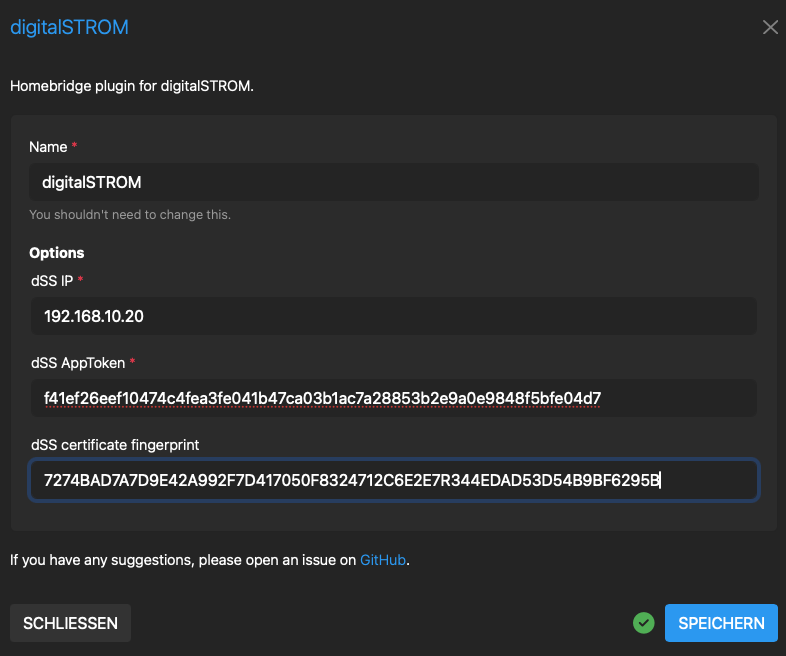 digitalSTROM
Homebridge plugin for digitalSTROM.
Name *
digitalSTROM
You shouldn't need to change this.
Options
dSS IP *
192.168.10.20
dSS AppToken *
f41ef26eef10474c4fea3fe041b47ca03b1ac7a28853b2e9a0e9848f5bfe04d7
dSS certificate fingerprint
7274BAD7A7D9E42A992F7D417050F8324712C6E2E7R344EDAD53D54B9BF6295B
If you have any suggestions, please open an issue on GitHub.
SCHLIESSEN
SPEICHERN